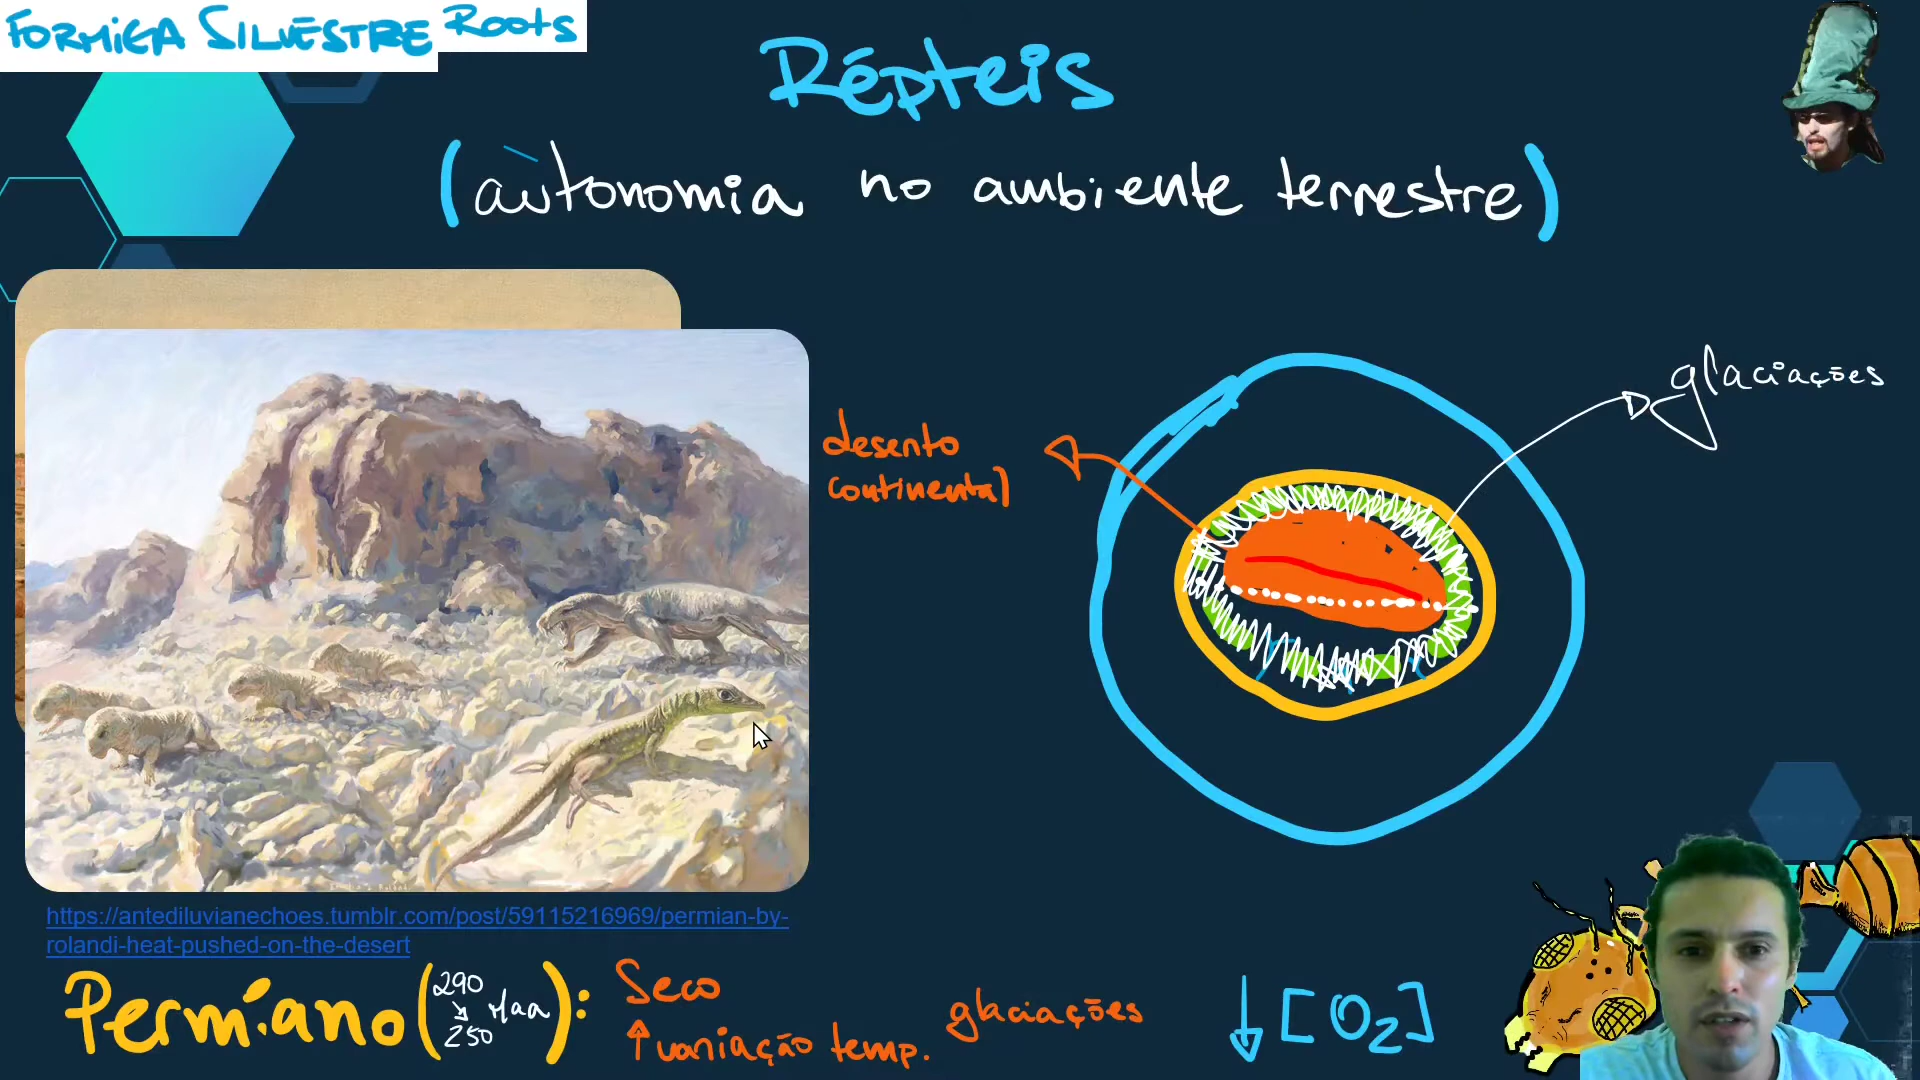 FORMIGA SILVESTRE Roots
Répteis
(autonomia no ambiente terrestre)
glaciações
desento
continental
https://antediluvianechoes.tumblr.com/post/59115216969/permian-by-
rolandi-heat-pushed-on-the-desert
Permiano (290 ↘ 250 Maa): Seco
↑ variação temp. glaciações
↓ [O₂]